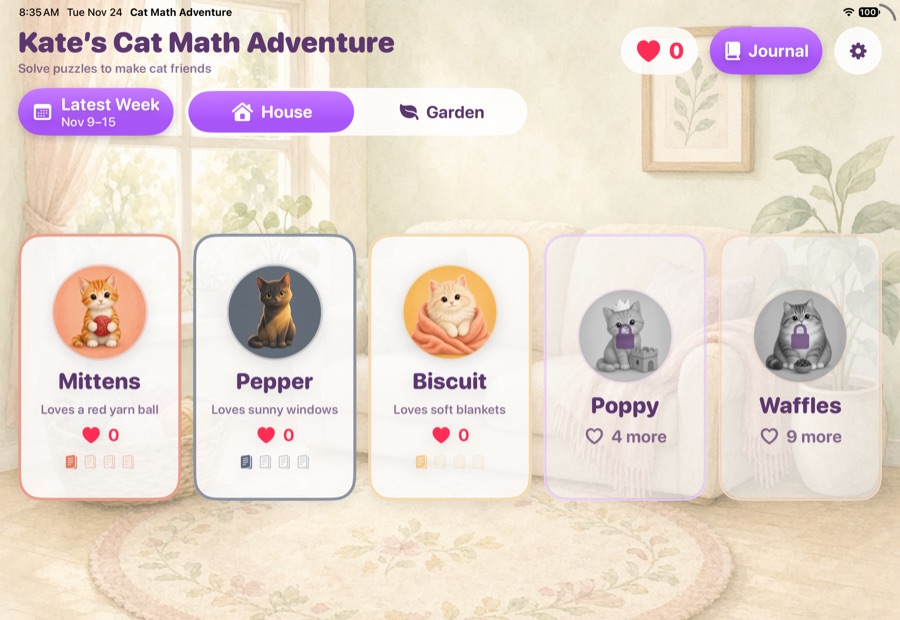 8:35 AM Tue Nov 24 Cat Math Adventure
100
Kate's Cat Math Adventure
Solve puzzles to make cat friends
0
Journal
Latest Week
Nov 9–15
House
Garden
Mittens
Loves a red yarn ball
0
Pepper
Loves sunny windows
0
Biscuit
Loves soft blankets
0
Poppy
4 more
Waffles
9 more